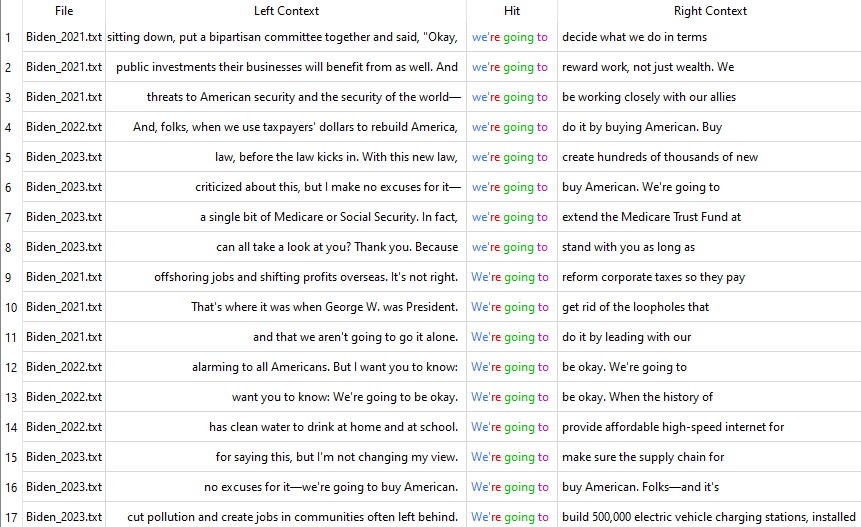 File Left Context Hit Right Context
1 Biden_2021.txt sitting down, put a bipartisan committee together and said, "Okay, we're going to decide what we do in terms
2 Biden_2021.txt public investments their businesses will benefit from as well. And we're going to reward work, not just wealth. We
3 Biden_2021.txt threats to American security and the security of the world— we're going to be working closely with our allies
4 Biden_2022.txt And, folks, when we use taxpayers' dollars to rebuild America, we're going to do it by buying American. Buy
5 Biden_2023.txt law, before the law kicks in. With this new law, we're going to create hundreds of thousands of new
6 Biden_2023.txt criticized about this, but I make no excuses for it— we're going to buy American. We're going to
7 Biden_2023.txt a single bit of Medicare or Social Security. In fact, we're going to extend the Medicare Trust Fund at
8 Biden_2023.txt can all take a look at you? Thank you. Because we're going to stand with you as long as
9 Biden_2021.txt offshoring jobs and shifting profits overseas. It's not right. We're going to reform corporate taxes so they pay
10 Biden_2021.txt That's where it was when George W. was President. We're going to get rid of the loopholes that
11 Biden_2021.txt and that we aren't going to go it alone. We're going to do it by leading with our
12 Biden_2022.txt alarming to all Americans. But I want you to know: We're going to be okay. We're going to
13 Biden_2022.txt want you to know: We're going to be okay. We're going to be okay. When the history of
14 Biden_2022.txt has clean water to drink at home and at school. We're going to provide affordable high-speed internet for
15 Biden_2023.txt for saying this, but I'm not changing my view. We're going to make sure the supply chain for
16 Biden_2023.txt no excuses for it—we're going to buy American. We're going to buy American. Folks—and it's
17 Biden_2023.txt cut pollution and create jobs in communities often left behind. We're going to build 500,000 electric vehicle charging stations, installed